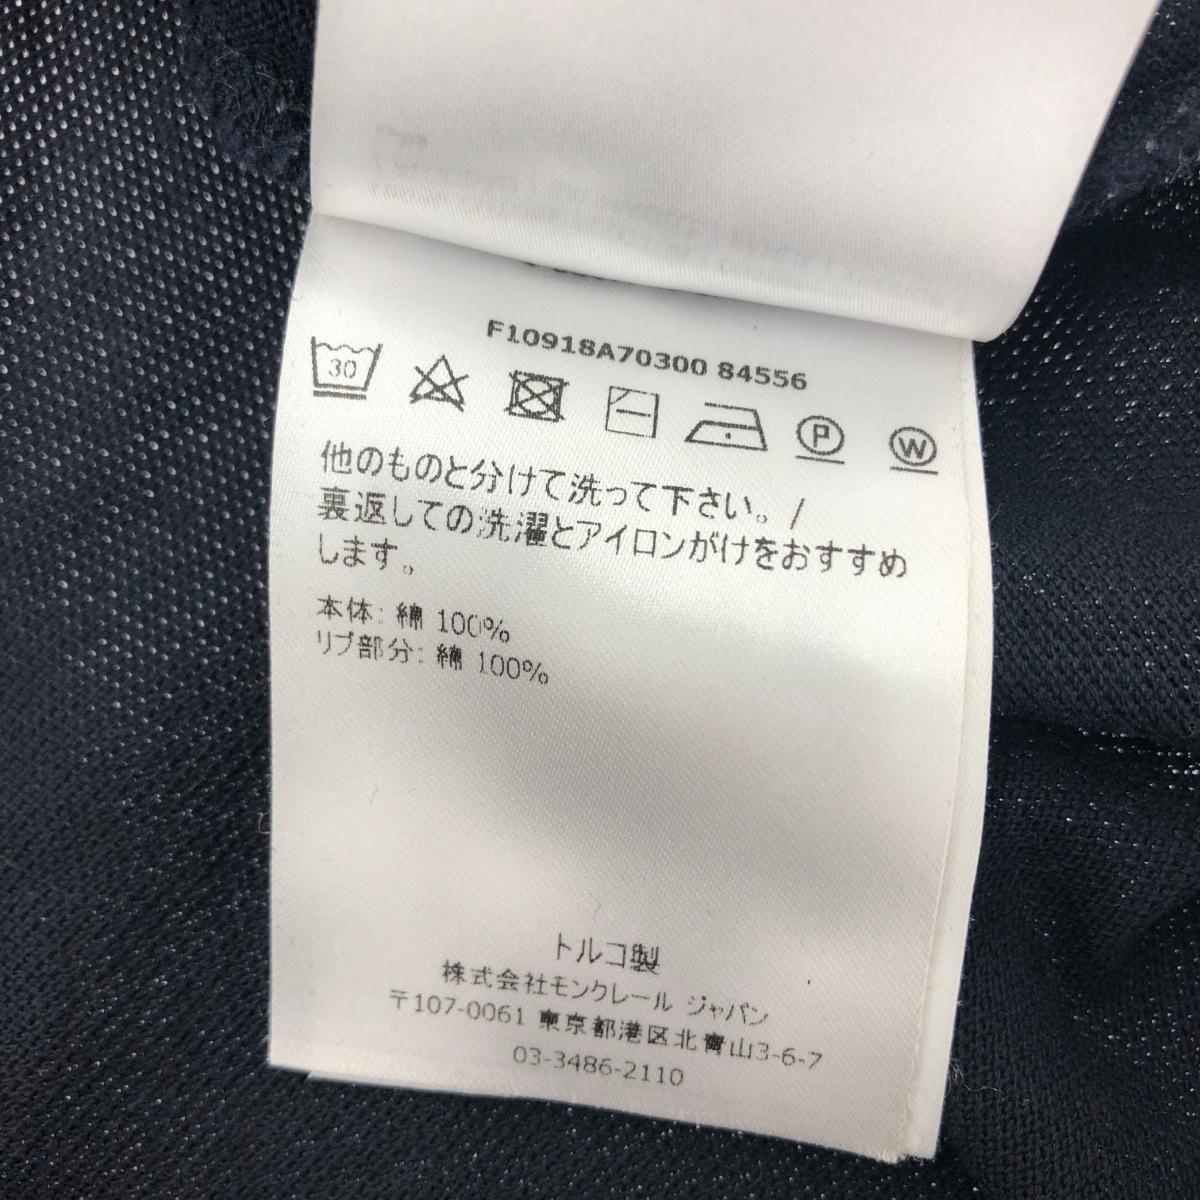 F10918A70300 84556
30
P
W
他のものと分けて洗って下さい。/
裏返しての洗濯とアイロンがけをおすすめ
します。
本体: 綿 100%
リブ部分: 綿 100%
トルコ製
株式会社モンクレール ジャパン
〒107-0061 東京都港区北青山3-6-7
03-3486-2110